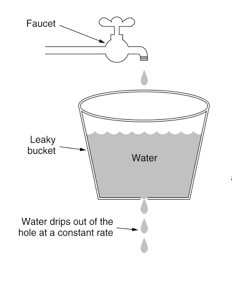 Faucet
Leaky
bucket
Water
Water drips out of the
hole at a constant rate